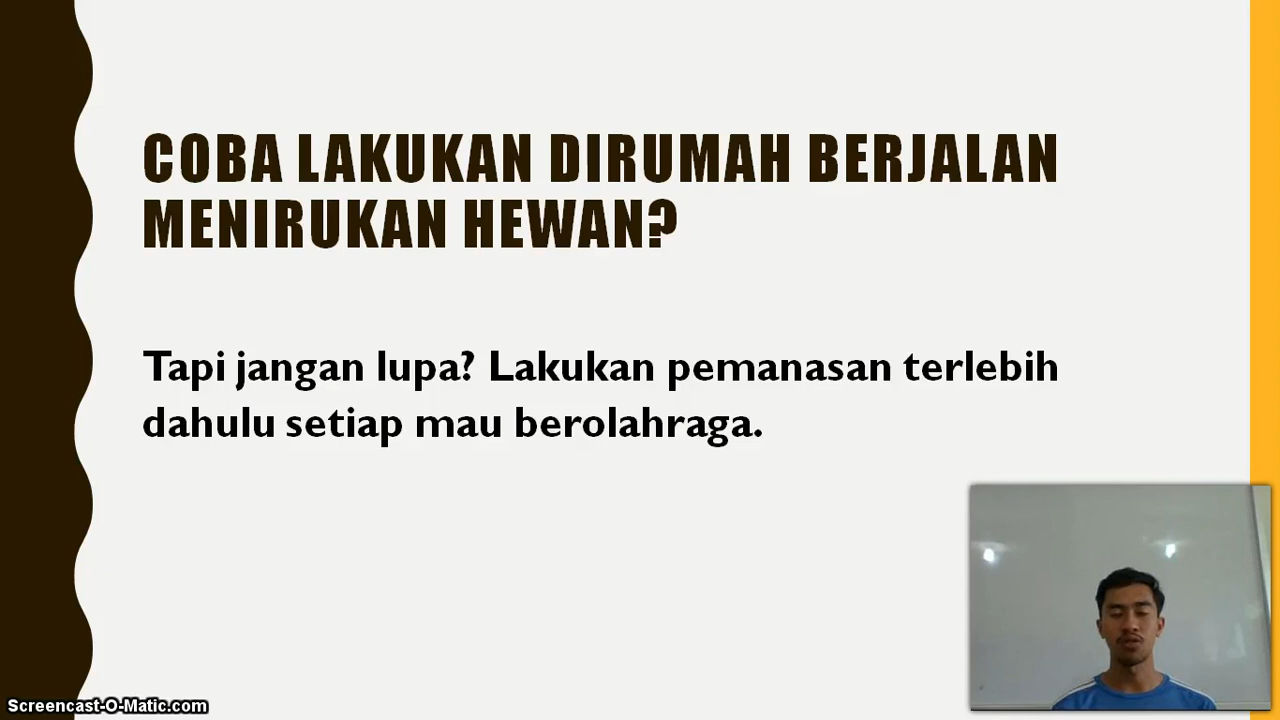 COBA LAKUKAN DIRUMAH BERJALAN
MENIRUKAN HEWAN?
Tapi jangan lupa? Lakukan pemanasan terlebih
dahulu setiap mau berolahraga.
Screencast-O-Matic.com